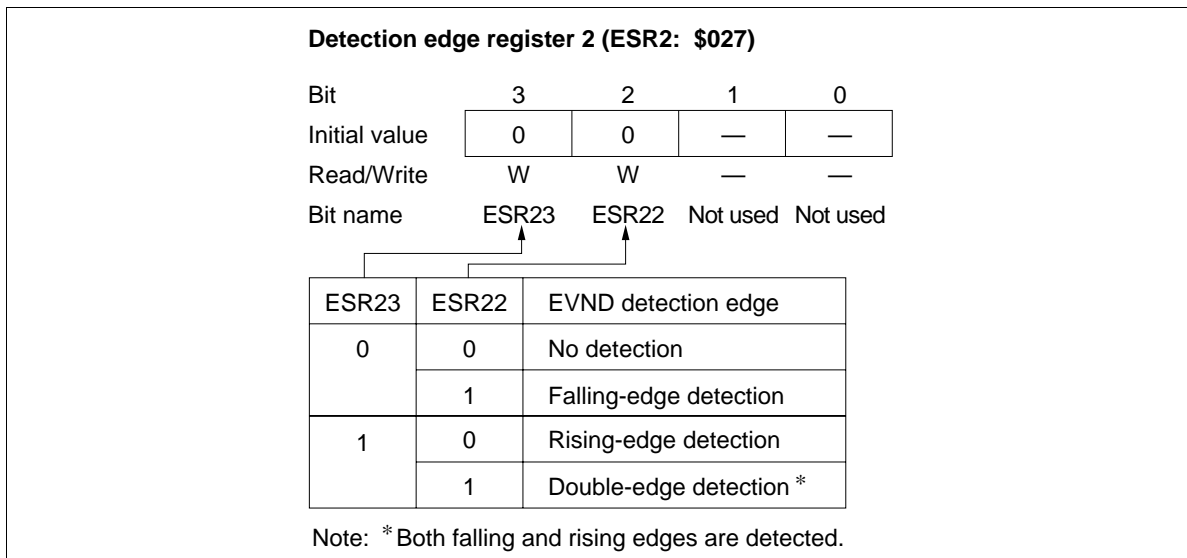 Detection edge register 2 (ESR2: $027)
Bit 3 2 1 0
Initial value 0 0 — —
Read/Write W W — —
Bit name ESR23 ESR22 Not used Not used
ESR23 ESR22 EVND detection edge
0 0 No detection
1 Falling-edge detection
1 0 Rising-edge detection
1 Double-edge detection *
Note: *Both falling and rising edges are detected.